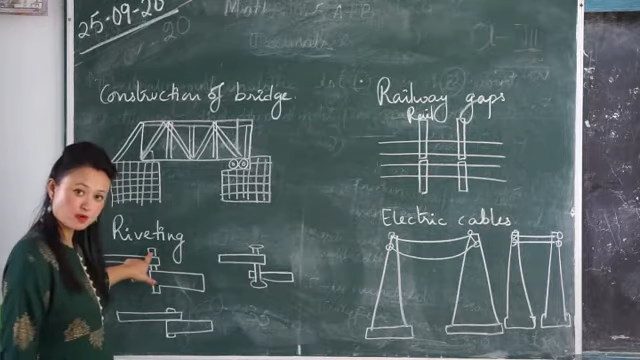 25-09-20
Construction of bridge.
Railway gaps
Rail
Riveting
Electric cables.